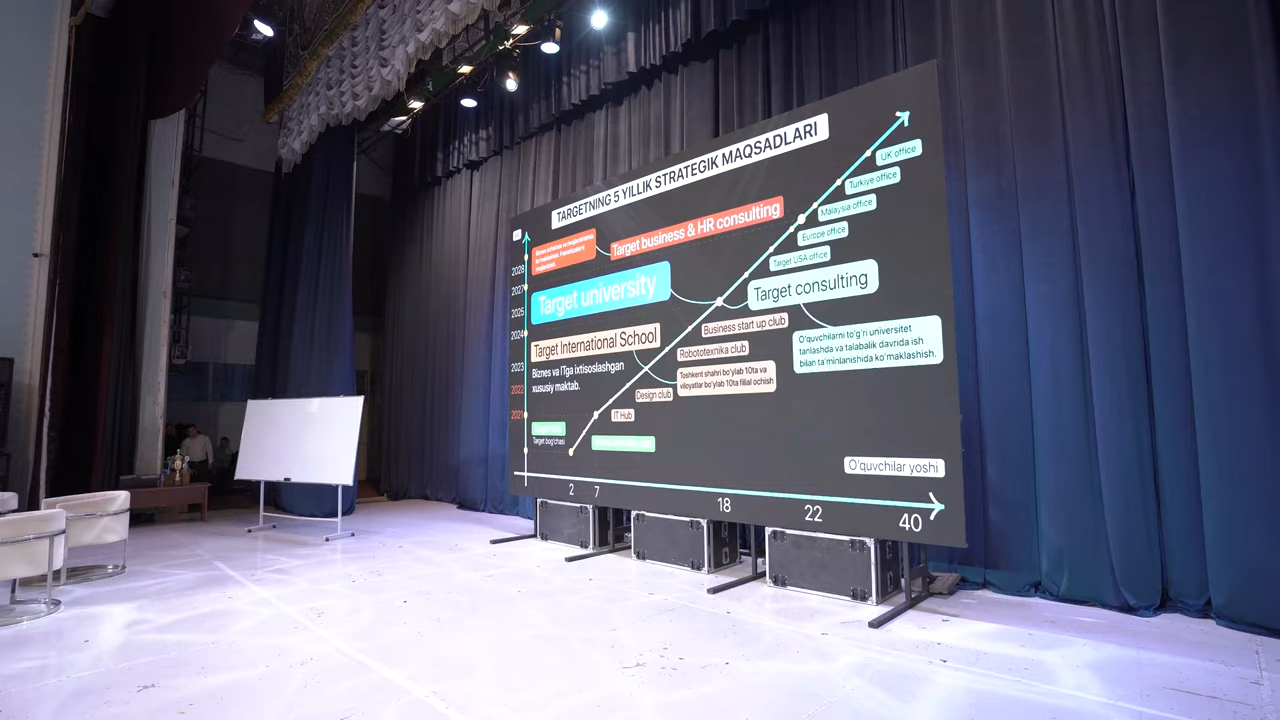 TARGETNING 5 YILLIK STRATEGIK MAQSADLARI
UK office
Turkiye office
Malaysia office
Europe office
Target USA office
Target business & HR consulting
Target university
Target consulting
O'quvchilarni to'g'ri universitet
tanlashda va talabalik davrida ish
bilan ta'minlanishda ko'maklashish.
Business start up club
Target International School
Biznes va ITga ixtisoslashgan
xususiy maktab.
Robototexnika club
Toshkent shahri bo'ylab 10ta va
viloyatlar bo'ylab 10ta filial ochish
Design club
IT Hub
Target bog'chasi
2028
2027
2025
2024
2023
2022
2021
O'quvchilar yoshi
2
7
18
22
40